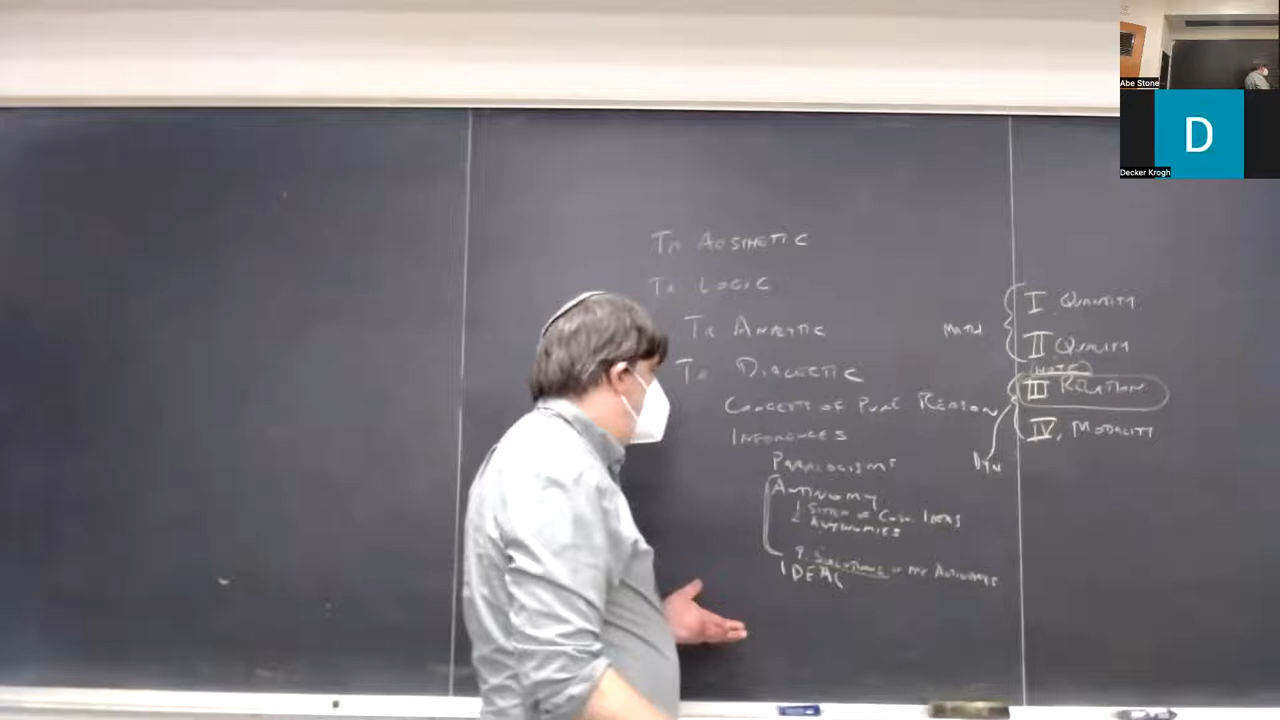 Abe Stone
D
Decker Krogh
Tr AESTHETIC
Tr LOGIC
Tr ANALYTIC
Tr DIALECTIC
CONCEPTS OF PURE REASON
INFERENCES
PARALOGISMS
ANTINOMY
1 SYSTEM OF COSM. IDEAS
2 ANTINOMIES
9. SOLUTIONS OF THE ANTINOMIES
IDEAL
MATH
I QUANTITY
II QUALITY
(NOTE)
III RELATION
IV. MODALITY
DYN